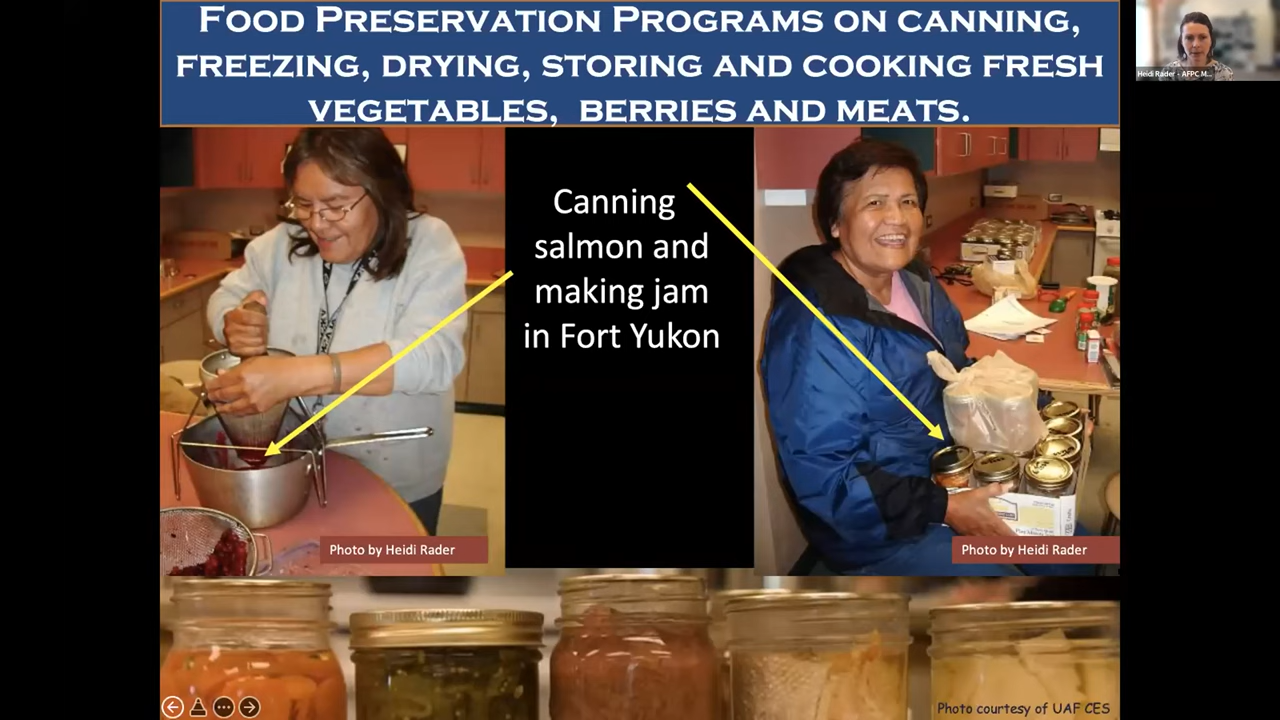 FOOD PRESERVATION PROGRAMS ON CANNING,
FREEZING, DRYING, STORING AND COOKING FRESH
VEGETABLES, BERRIES AND MEATS.
Heidi Rader - AFPC M...
Canning
salmon and
making jam
in Fort Yukon
Photo by Heidi Rader
Photo by Heidi Rader
Photo courtesy of UAF CES